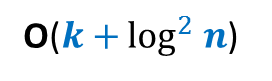 O(k + log² n)